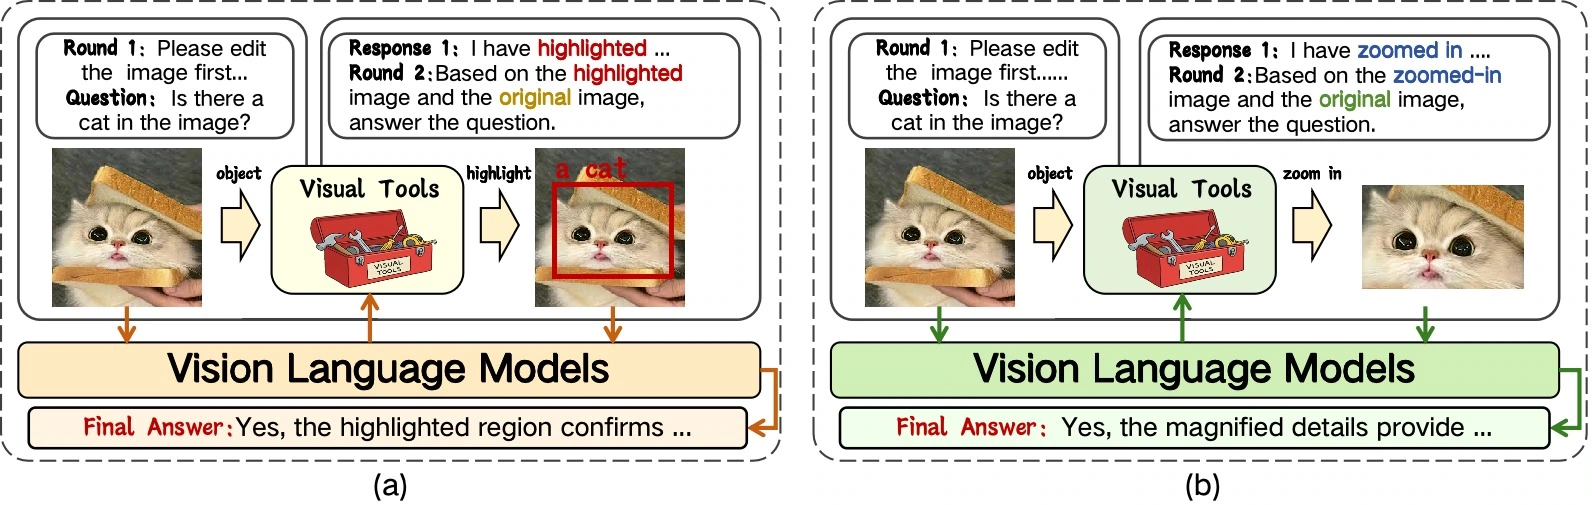 Round 1: Please edit
the image first...
Question: Is there a
cat in the image?
Response 1: I have highlighted ...
Round 2:Based on the highlighted
image and the original image,
answer the question.
object
Visual Tools
VISUAL
TOOLS
highlight
a cat
Vision Language Models
Final Answer:Yes, the highlighted region confirms ...
(a)
Round 1: Please edit
the image first......
Question: Is there a
cat in the image?
Response 1: I have zoomed in ....
Round 2:Based on the zoomed-in
image and the original image,
answer the question.
object
Visual Tools
VISUAL
TOOLS
zoom in
Vision Language Models
Final Answer: Yes, the magnified details provide ...
(b)